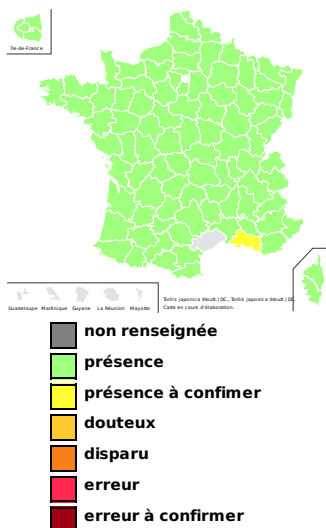 Île-de-France
Guadeloupe Martinique Guyane La Réunion Mayotte
Torilis japonica (Houtt.) DC., Torilis japonica (Houtt.) DC.
Carte en cours d'élaboration.
non renseignée
présence
présence à confimer
douteux
disparu
erreur
erreur à confirmer